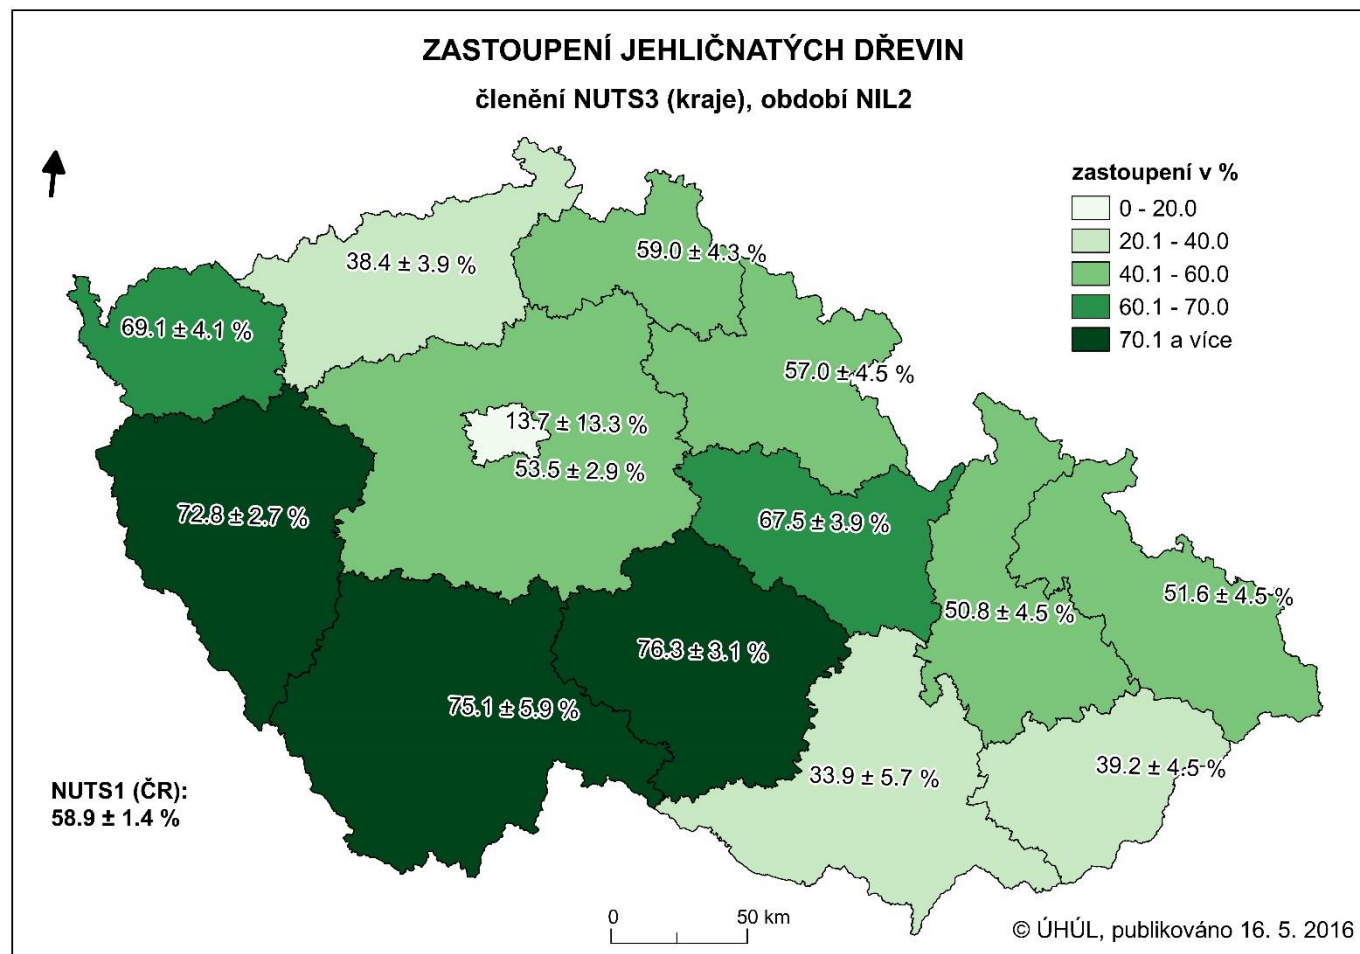 ZASTOUPENÍ JEHLIČNATÝCH DŘEVIN
členění NUTS3 (kraje), období NIL2
zastoupení v %
0 - 20.0
20.1 - 40.0
40.1 - 60.0
60.1 - 70.0
70.1 a více
59.0 ± 4.3 %
38.4 ± 3.9 %
69.1 ± 4.1 %
57.0 ± 4.5 %
13.7 ± 13.3 %
53.5 ± 2.9 %
72.8 ± 2.7 %
67.5 ± 3.9 %
51.6 ± 4.5 %
50.8 ± 4.5 %
76.3 ± 3.1 %
75.1 ± 5.9 %
39.2 ± 4.5 %
33.9 ± 5.7 %
NUTS1 (ČR):
58.9 ± 1.4 %
0 50 km
© ÚHÚL, publikováno 16. 5. 2016